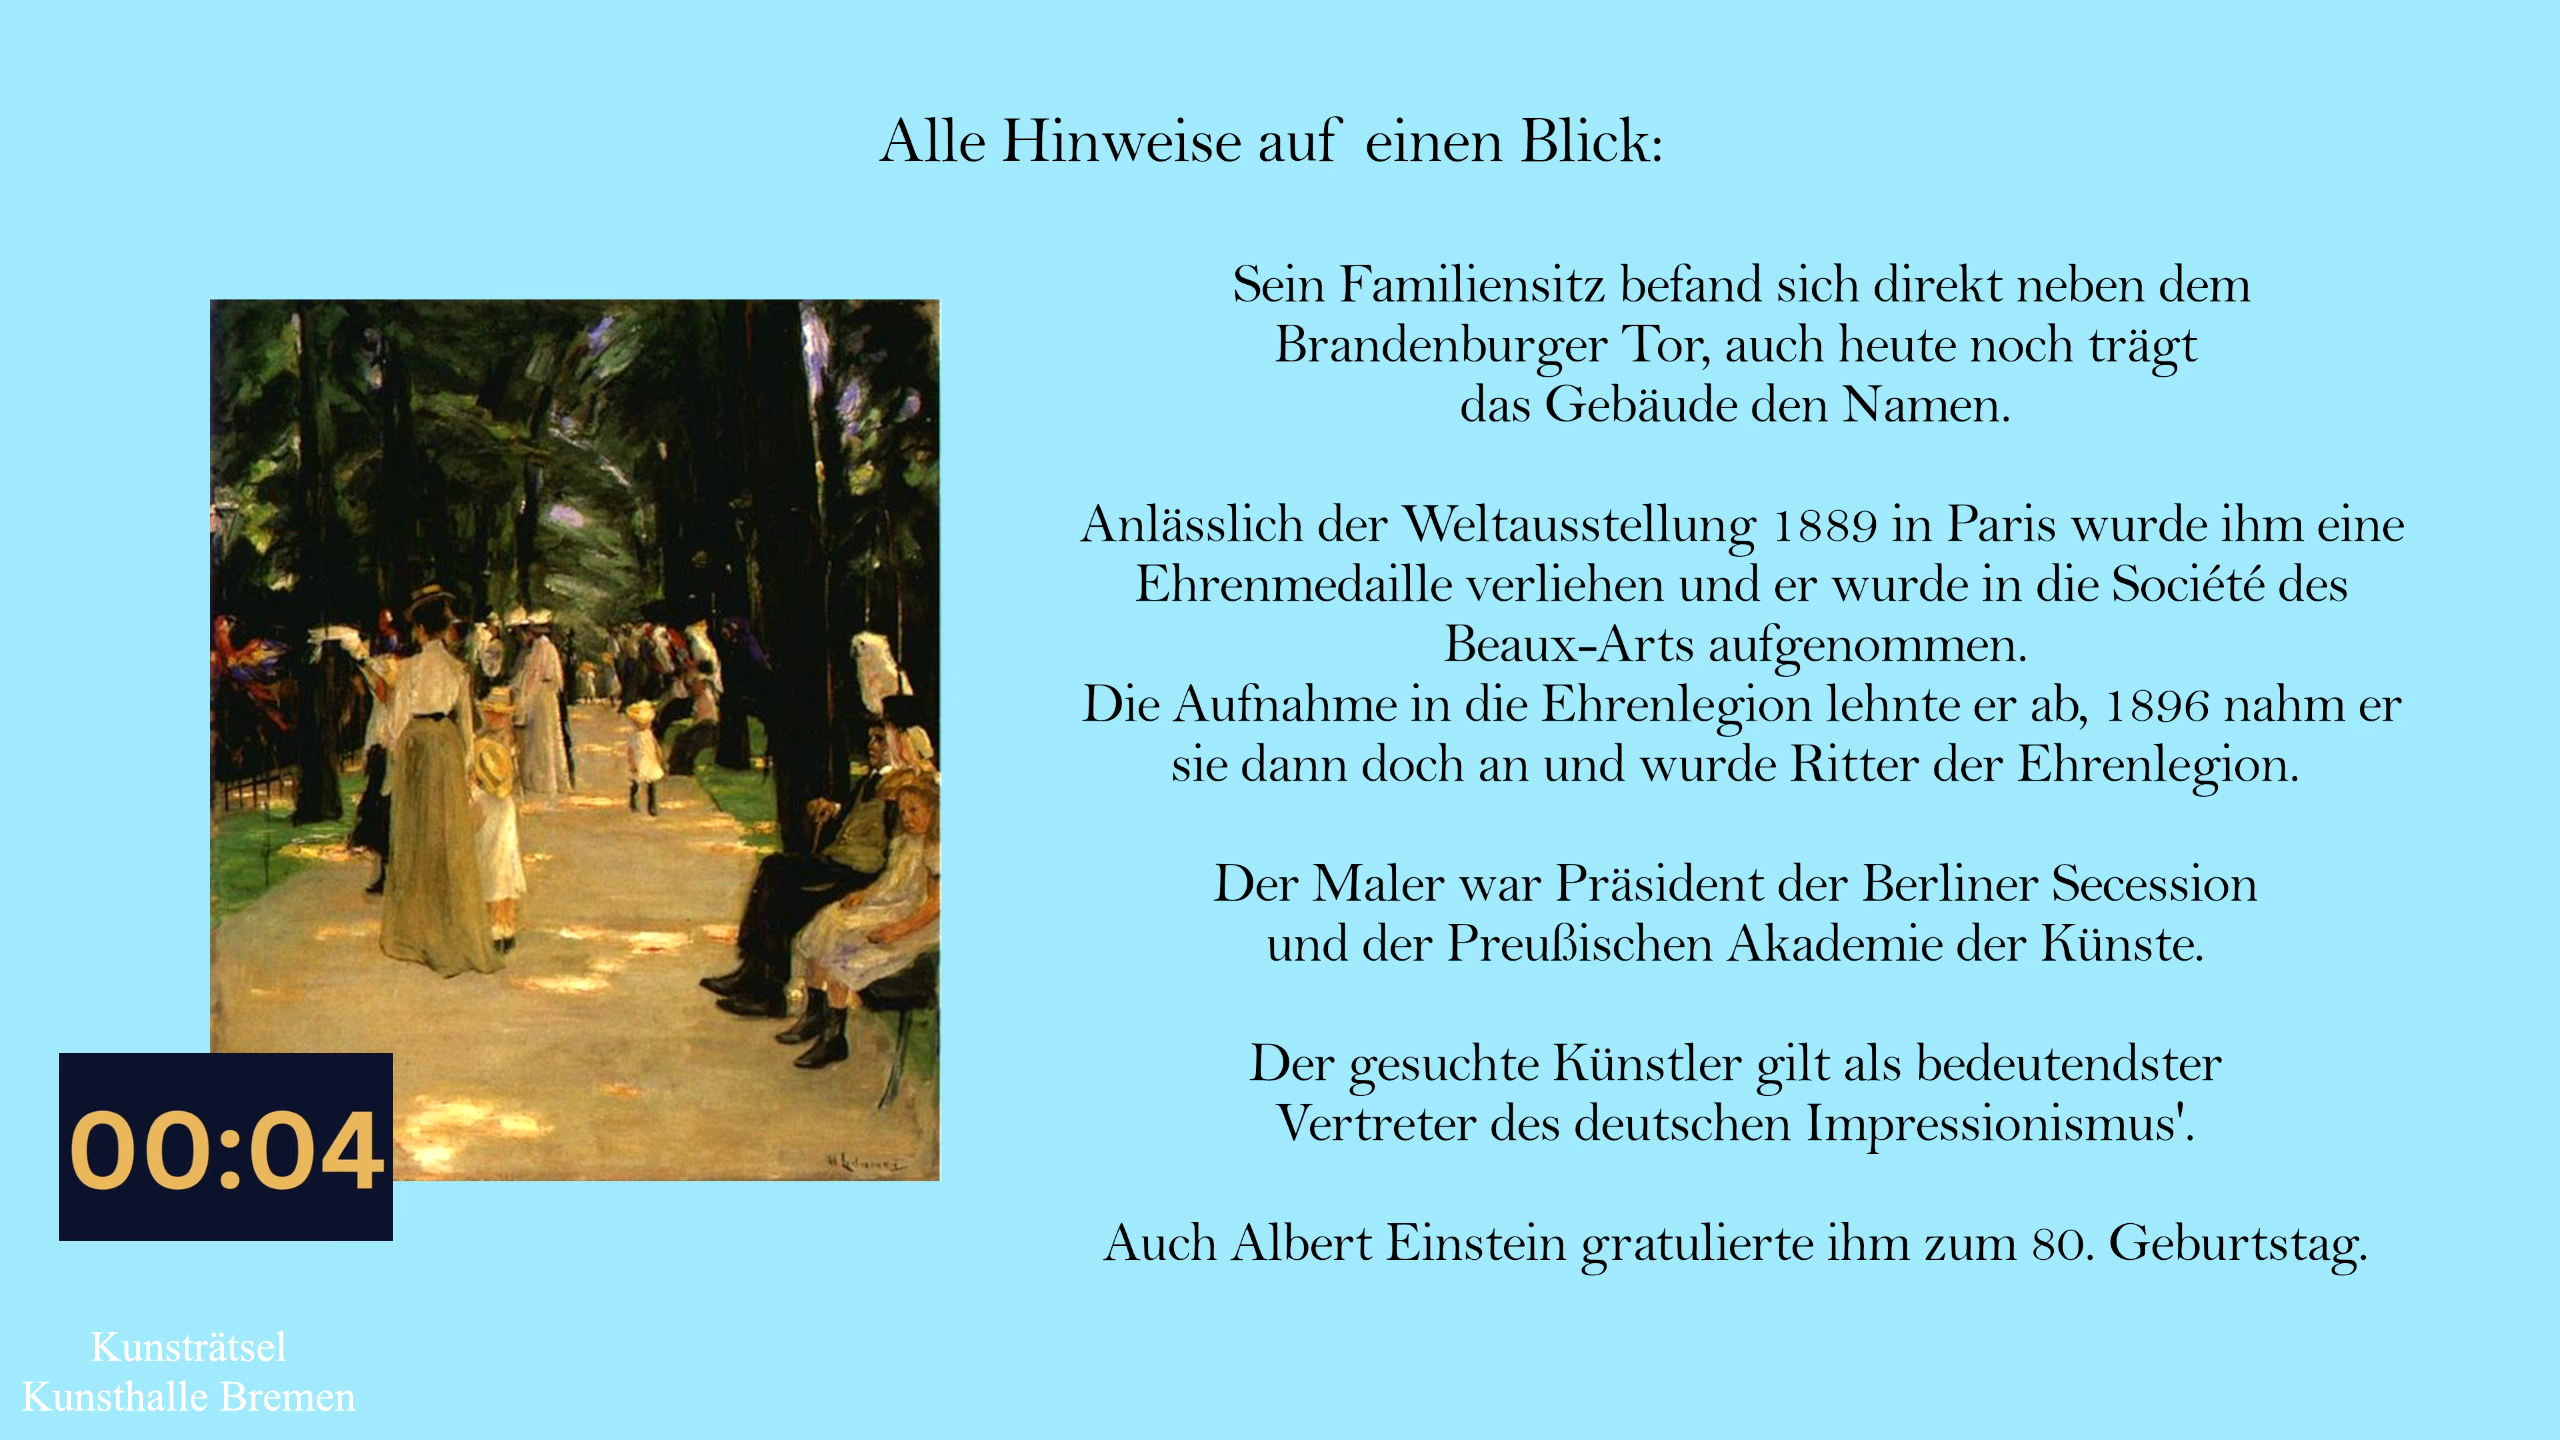 Alle Hinweise auf einen Blick:
Sein Familiensitz befand sich direkt neben dem
Brandenburger Tor, auch heute noch trägt
das Gebäude den Namen.
Anlässlich der Weltausstellung 1889 in Paris wurde ihm eine
Ehrenmedaille verliehen und er wurde in die Société des
Beaux-Arts aufgenommen.
Die Aufnahme in die Ehrenlegion lehnte er ab, 1896 nahm er
sie dann doch an und wurde Ritter der Ehrenlegion.
Der Maler war Präsident der Berliner Secession
und der Preußischen Akademie der Künste.
Der gesuchte Künstler gilt als bedeutendster
Vertreter des deutschen Impressionismus'.
Auch Albert Einstein gratulierte ihm zum 80. Geburtstag.
00:04
Kunsträtsel
Kunsthalle Bremen